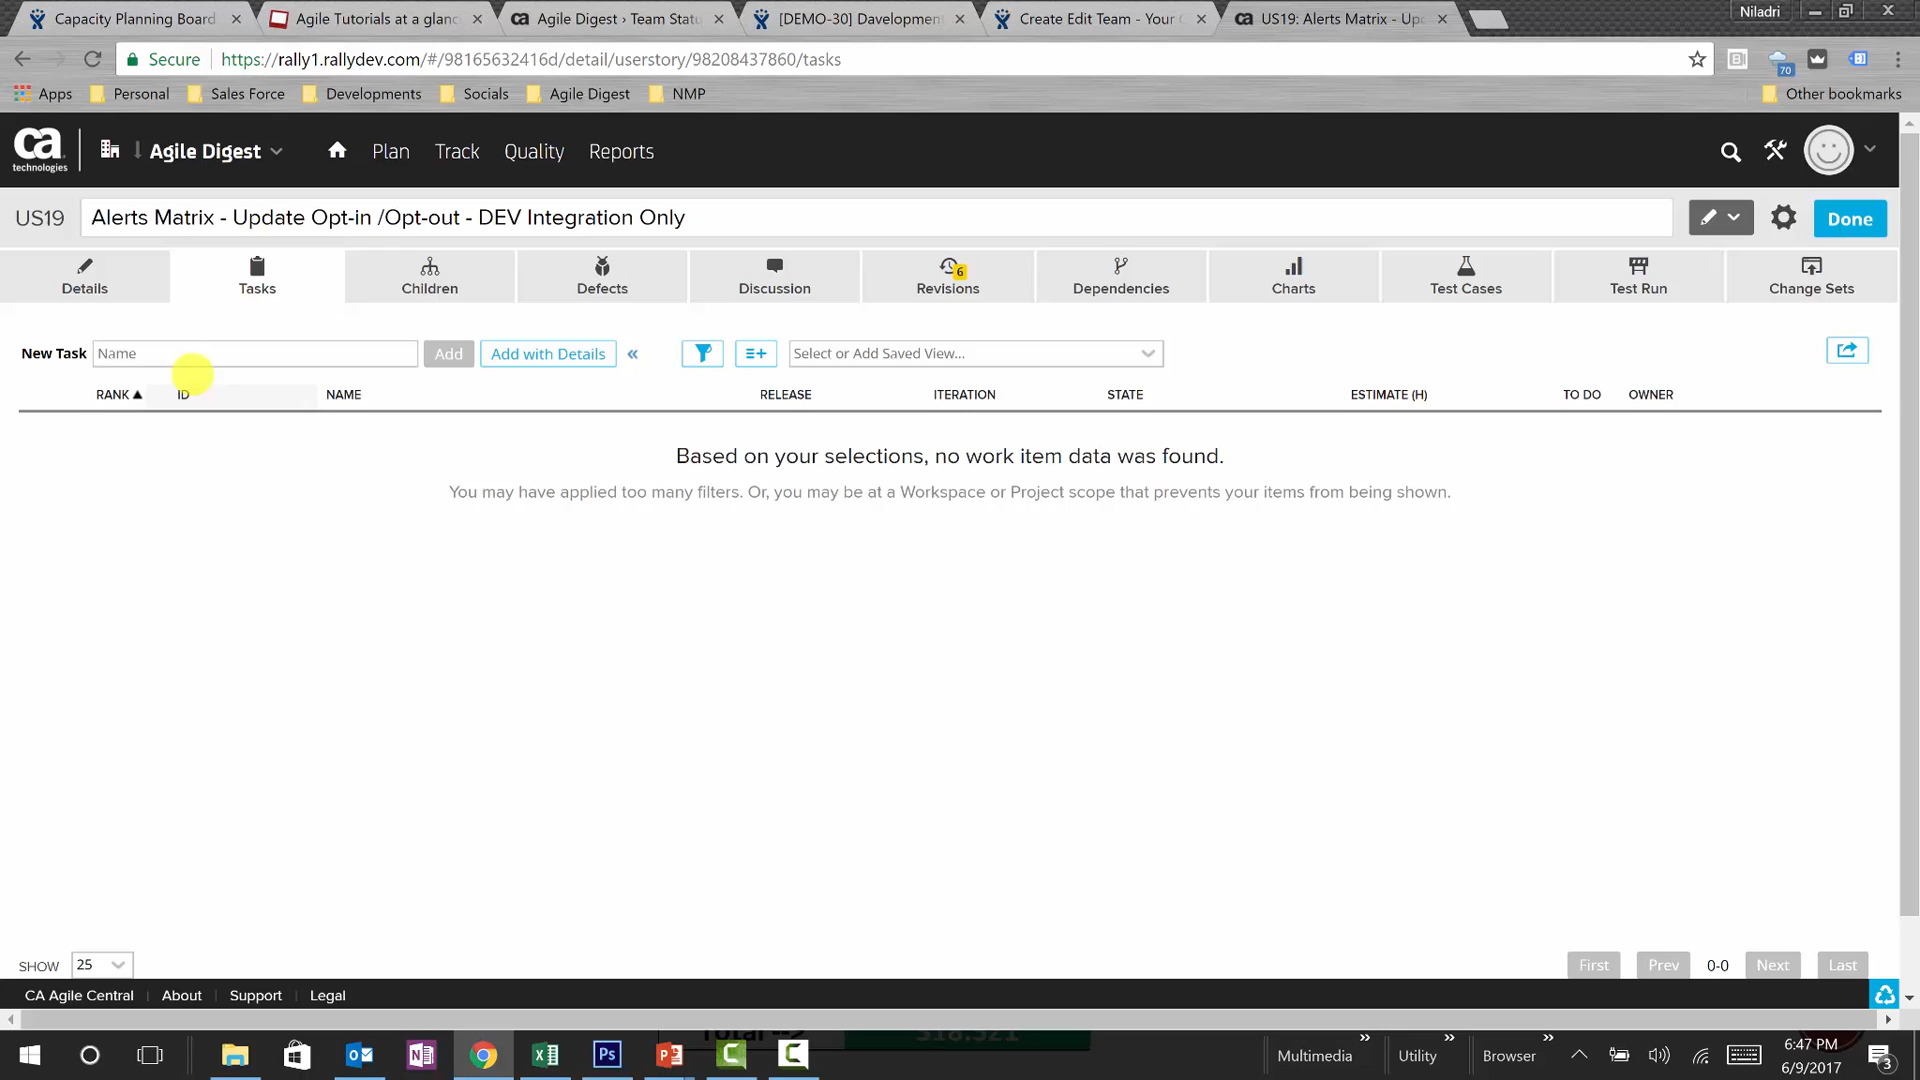 Capacity Planning Board
Agile Tutorials at a glanc
Agile Digest › Team Statu
[DEMO-30] Davelopmen
Create Edit Team - Your
US19: Alerts Matrix - Up
Niladri
Secure
https://rally1.rallydev.com/#/98165632416d/detail/userstory/98208437860/tasks
70
Apps
Personal
Sales Force
Developments
Socials
Agile Digest
NMP
Other bookmarks
ca
technologies
Agile Digest
Plan
Track
Quality
Reports
US19
Alerts Matrix - Update Opt-in /Opt-out - DEV Integration Only
Done
Details
Tasks
Children
Defects
Discussion
6
Revisions
Dependencies
Charts
Test Cases
Test Run
Change Sets
New Task
Name
Add
Add with Details
Select or Add Saved View...
RANK
ID
NAME
RELEASE
ITERATION
STATE
ESTIMATE (H)
TO DO
OWNER
Based on your selections, no work item data was found.
You may have applied too many filters. Or, you may be at a Workspace or Project scope that prevents your items from being shown.
SHOW
25
First
Prev
0-0
Next
Last
CA Agile Central
About
Support
Legal
Multimedia
Utility
Browser
6:47 PM
6/9/2017
3